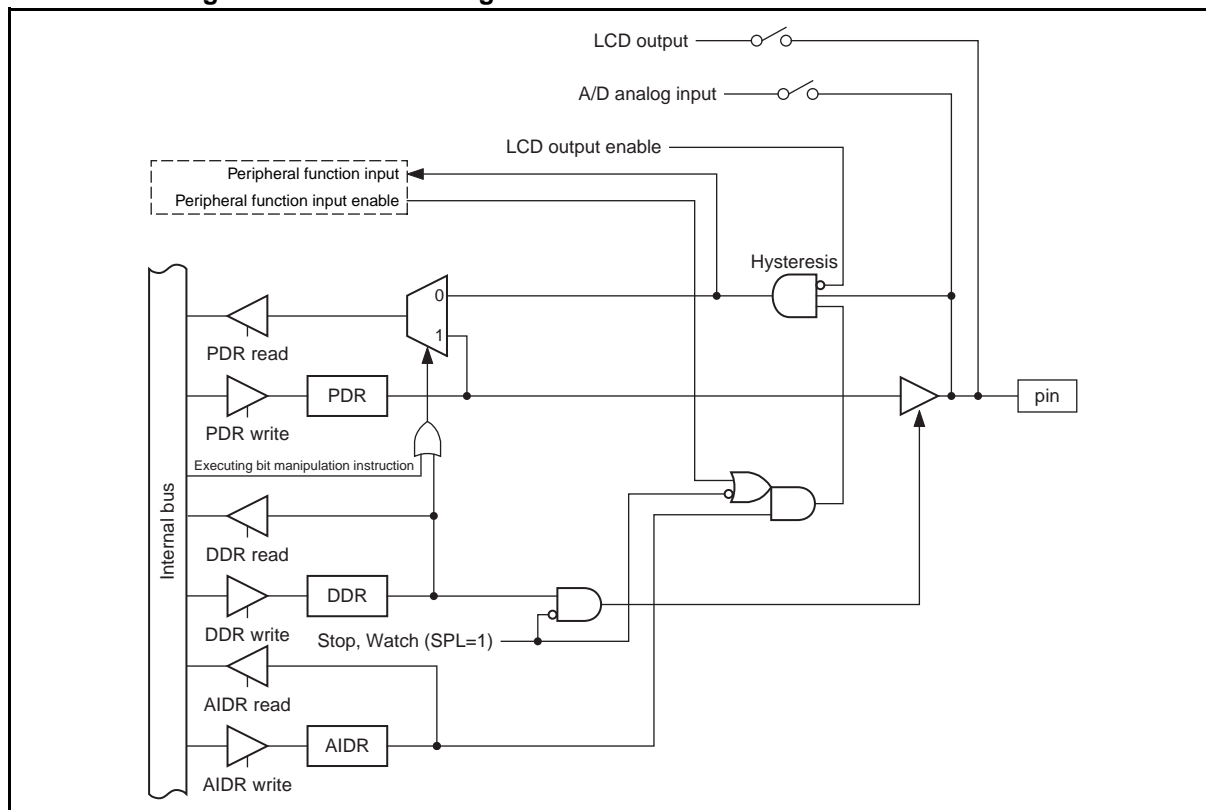 LCD output
A/D analog input
LCD output enable
Peripheral function input
Peripheral function input enable
Hysteresis
0
1
PDR read
PDR
pin
PDR write
Executing bit manipulation instruction
Internal bus
DDR read
DDR
DDR write
Stop, Watch (SPL=1)
AIDR read
AIDR
AIDR write